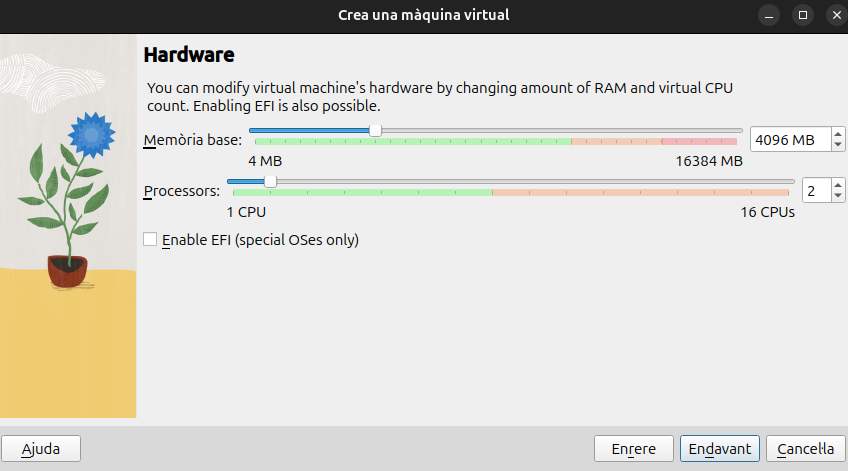 Crea una màquina virtual
Hardware
You can modify virtual machine's hardware by changing amount of RAM and virtual CPU
count. Enabling EFI is also possible.
Memòria base:
4096 MB
4 MB
16384 MB
Processors:
2
1 CPU
16 CPUs
Enable EFI (special OSes only)
Ajuda
Enrere
Endavant
Cancel·la